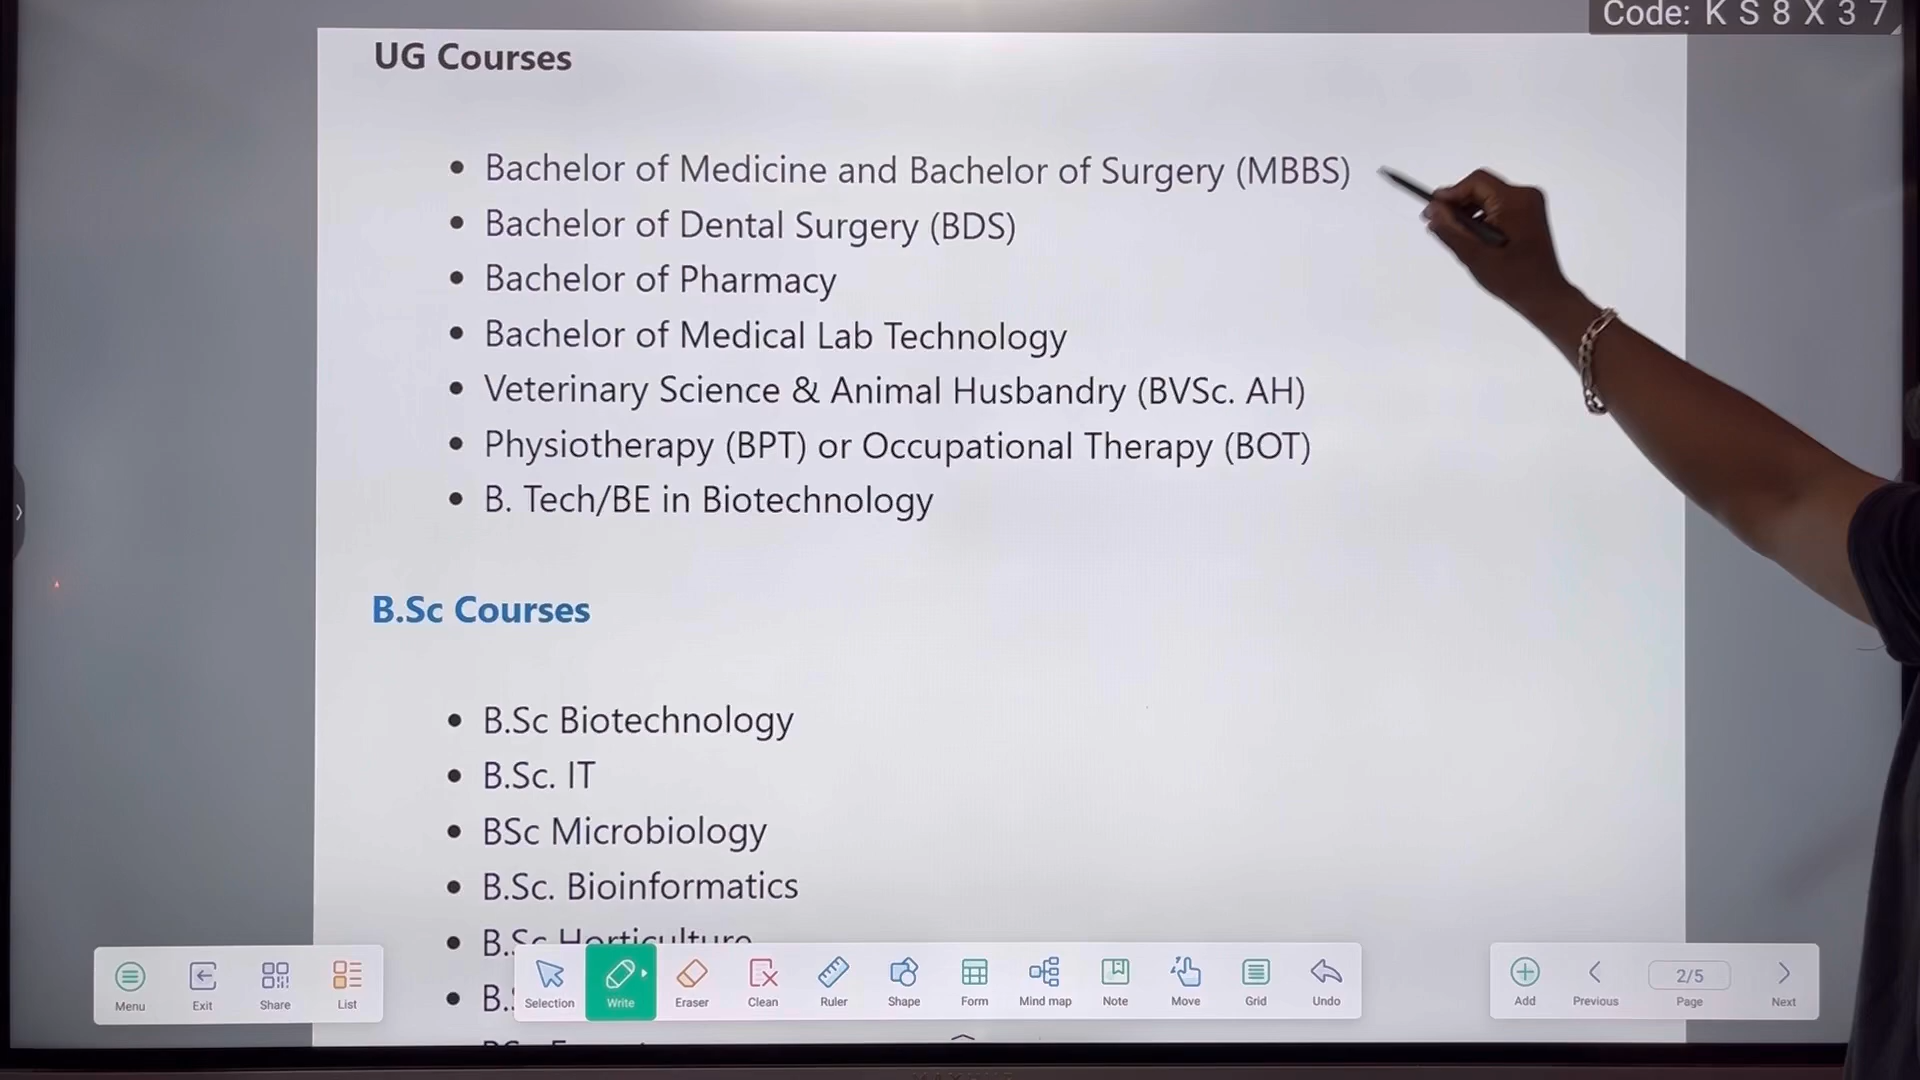 Code: K S 8 X 3 7
UG Courses
• Bachelor of Medicine and Bachelor of Surgery (MBBS)
• Bachelor of Dental Surgery (BDS)
• Bachelor of Pharmacy
• Bachelor of Medical Lab Technology
• Veterinary Science & Animal Husbandry (BVSc. AH)
• Physiotherapy (BPT) or Occupational Therapy (BOT)
• B. Tech/BE in Biotechnology
B.Sc Courses
• B.Sc Biotechnology
• B.Sc. IT
• BSc Microbiology
• B.Sc. Bioinformatics
• B.Sc Horticulture
Menu Exit Share List Selection Write Eraser Clean Ruler Shape Form Mind map Note Move Grid Undo Add Previous 2/5 Page Next